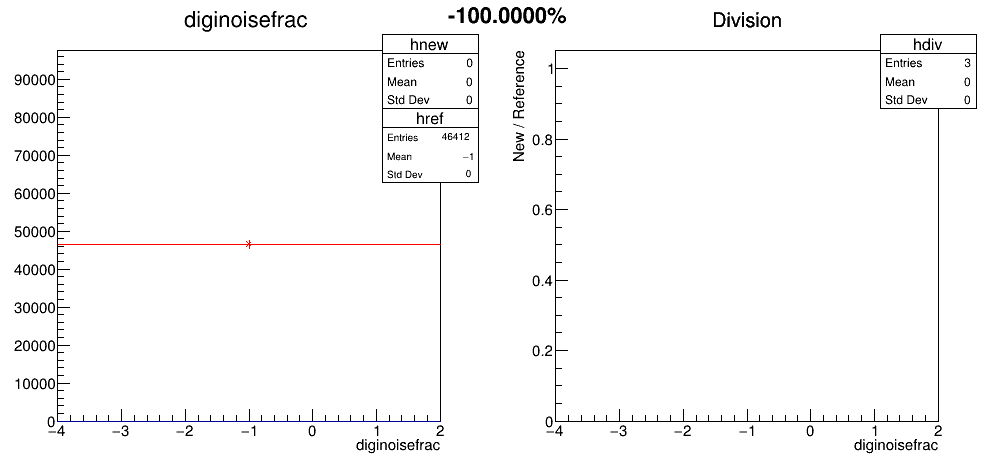 diginoisefrac
-100.0000%
Division
hnew
Entries 0
Mean 0
Std Dev 0
href
Entries 46412
Mean −1
Std Dev 0
90000
80000
70000
60000
50000
40000
30000
20000
10000
0
−4 −3 −2 −1 0 1 2
diginoisefrac
hdiv
Entries 3
Mean 0
Std Dev 0
New / Reference
1
0.8
0.6
0.4
0.2
0
−4 −3 −2 −1 0 1 2
diginoisefrac